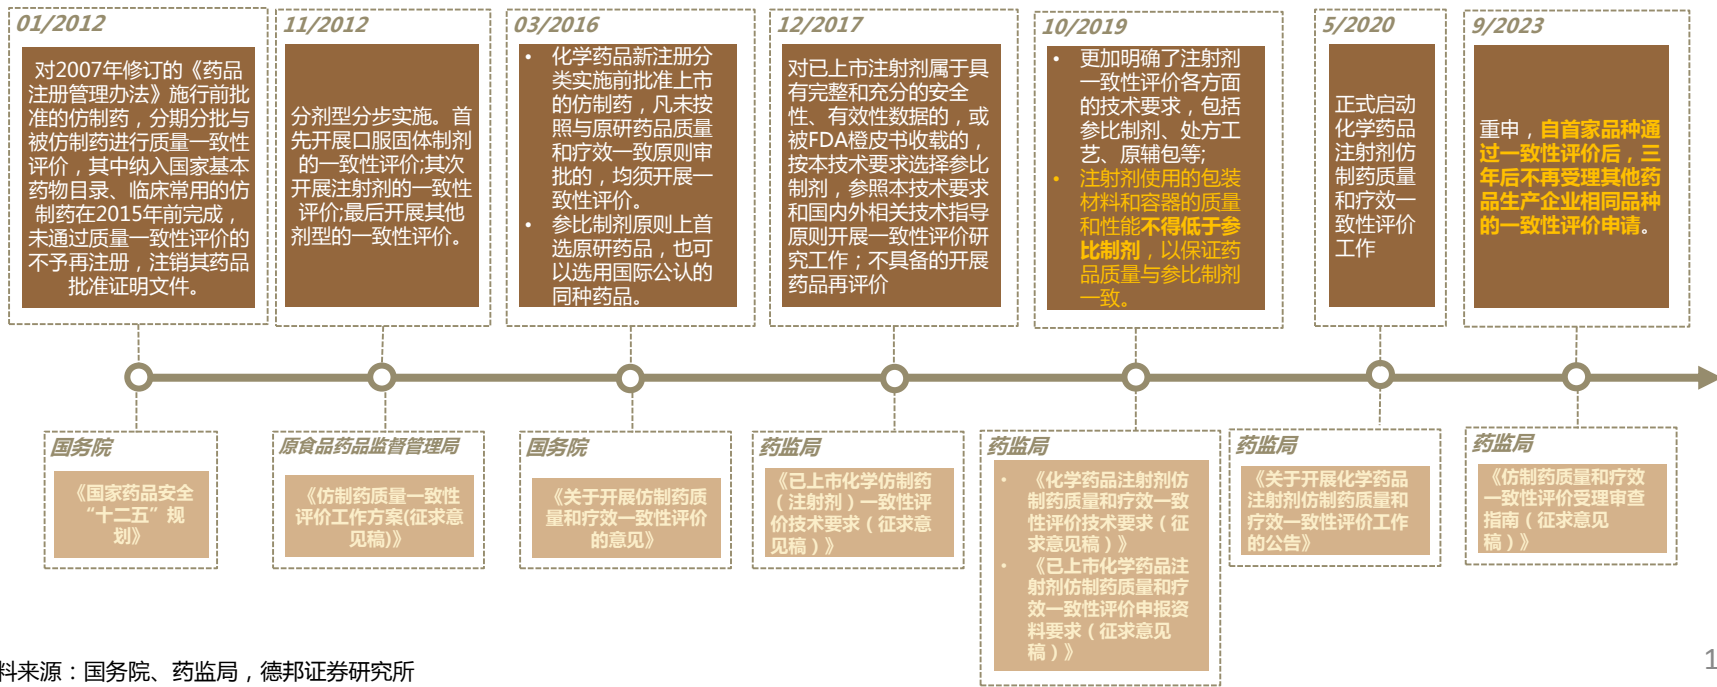 01/2012
对2007年修订的《药品
注册管理办法》施行前批
准的仿制药，分期分批与
被仿制药进行质量一致性
评价，其中纳入国家基本
药物目录、临床常用的仿
制药在2015年前完成，
未通过质量一致性评价的
不予再注册，注销其药品
批准证明文件。
11/2012
分剂型分步实施。首
先开展口服固体制剂
的一致性评价;其次
开展注射剂的一致性
评价;最后开展其他
剂型的一致性评价。
03/2016
• 化学药品新注册分
类实施前批准上市
的仿制药，凡未按
照与原研药品质量
和疗效一致原则审
批的，均须开展一
致性评价。
• 参比制剂原则上首
选原研药品，也可
以选用国际公认的
同种药品。
12/2017
对已上市注射剂属于具
有完整和充分的安全
性、有效性数据的，或
被FDA橙皮书收载的，
按本技术要求选择参比
制剂，参照本技术要求
和国内外相关技术指导
原则开展一致性评价研
究工作；不具备的开展
药品再评价
10/2019
• 更加明确了注射剂
一致性评价各方面
的技术要求，包括
参比制剂、处方工
艺、原辅包等;
• 注射剂使用的包装
材料和容器的质量
和性能不得低于参
比制剂，以保证药
品质量与参比制剂
一致。
5/2020
正式启动
化学药品
注射剂仿
制药质量
和疗效一
致性评价
工作
9/2023
重申，自首家品种通
过一致性评价后，三
年后不再受理其他药
品生产企业相同品种
的一致性评价申请。
国务院
《国家药品安全
“十二五”规
划》
原食品药品监督管理局
《仿制药质量一致性
评价工作方案(征求意
见稿)》
国务院
《关于开展仿制药质
量和疗效一致性评价
的意见》
药监局
《已上市化学仿制药
（注射剂）一致性评
价技术要求（征求意
见稿）》
药监局
• 《化学药品注射剂仿
制药质量和疗效一致
性评价技术要求（征
求意见稿）》
• 《已上市化学药品注
射剂仿制药质量和疗
效一致性评价申报资
料要求（征求意见
稿）》
药监局
《关于开展化学药品
注射剂仿制药质量和
疗效一致性评价工作
的公告》
药监局
《仿制药质量和疗效
一致性评价受理审查
指南（征求意见
稿）》
料来源：国务院、药监局，德邦证券研究所
1